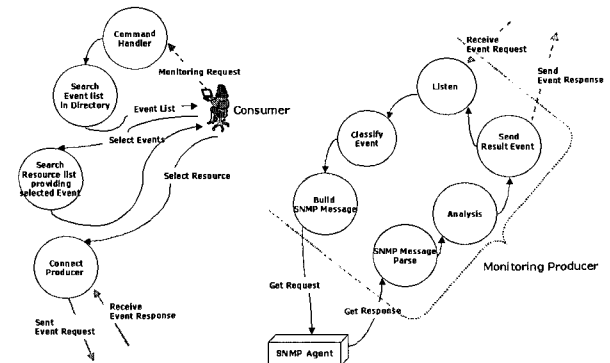 Command
Handler
Monitoring Request
Search
Event list
in Directory
Event List
Consumer
Select Events
Search
Resource list
providing
selected Event
Select Resource
Connect
Producer
Receive
Event Response
Sent
Event Request
Receive
Event Request
Send
Event Response
Listen
Classify
Event
Send
Result Event
Build
SNMP Message
Analysis
SNMP Message
Parse
Monitoring Producer
Get Request
Get Response
SNMP Agent